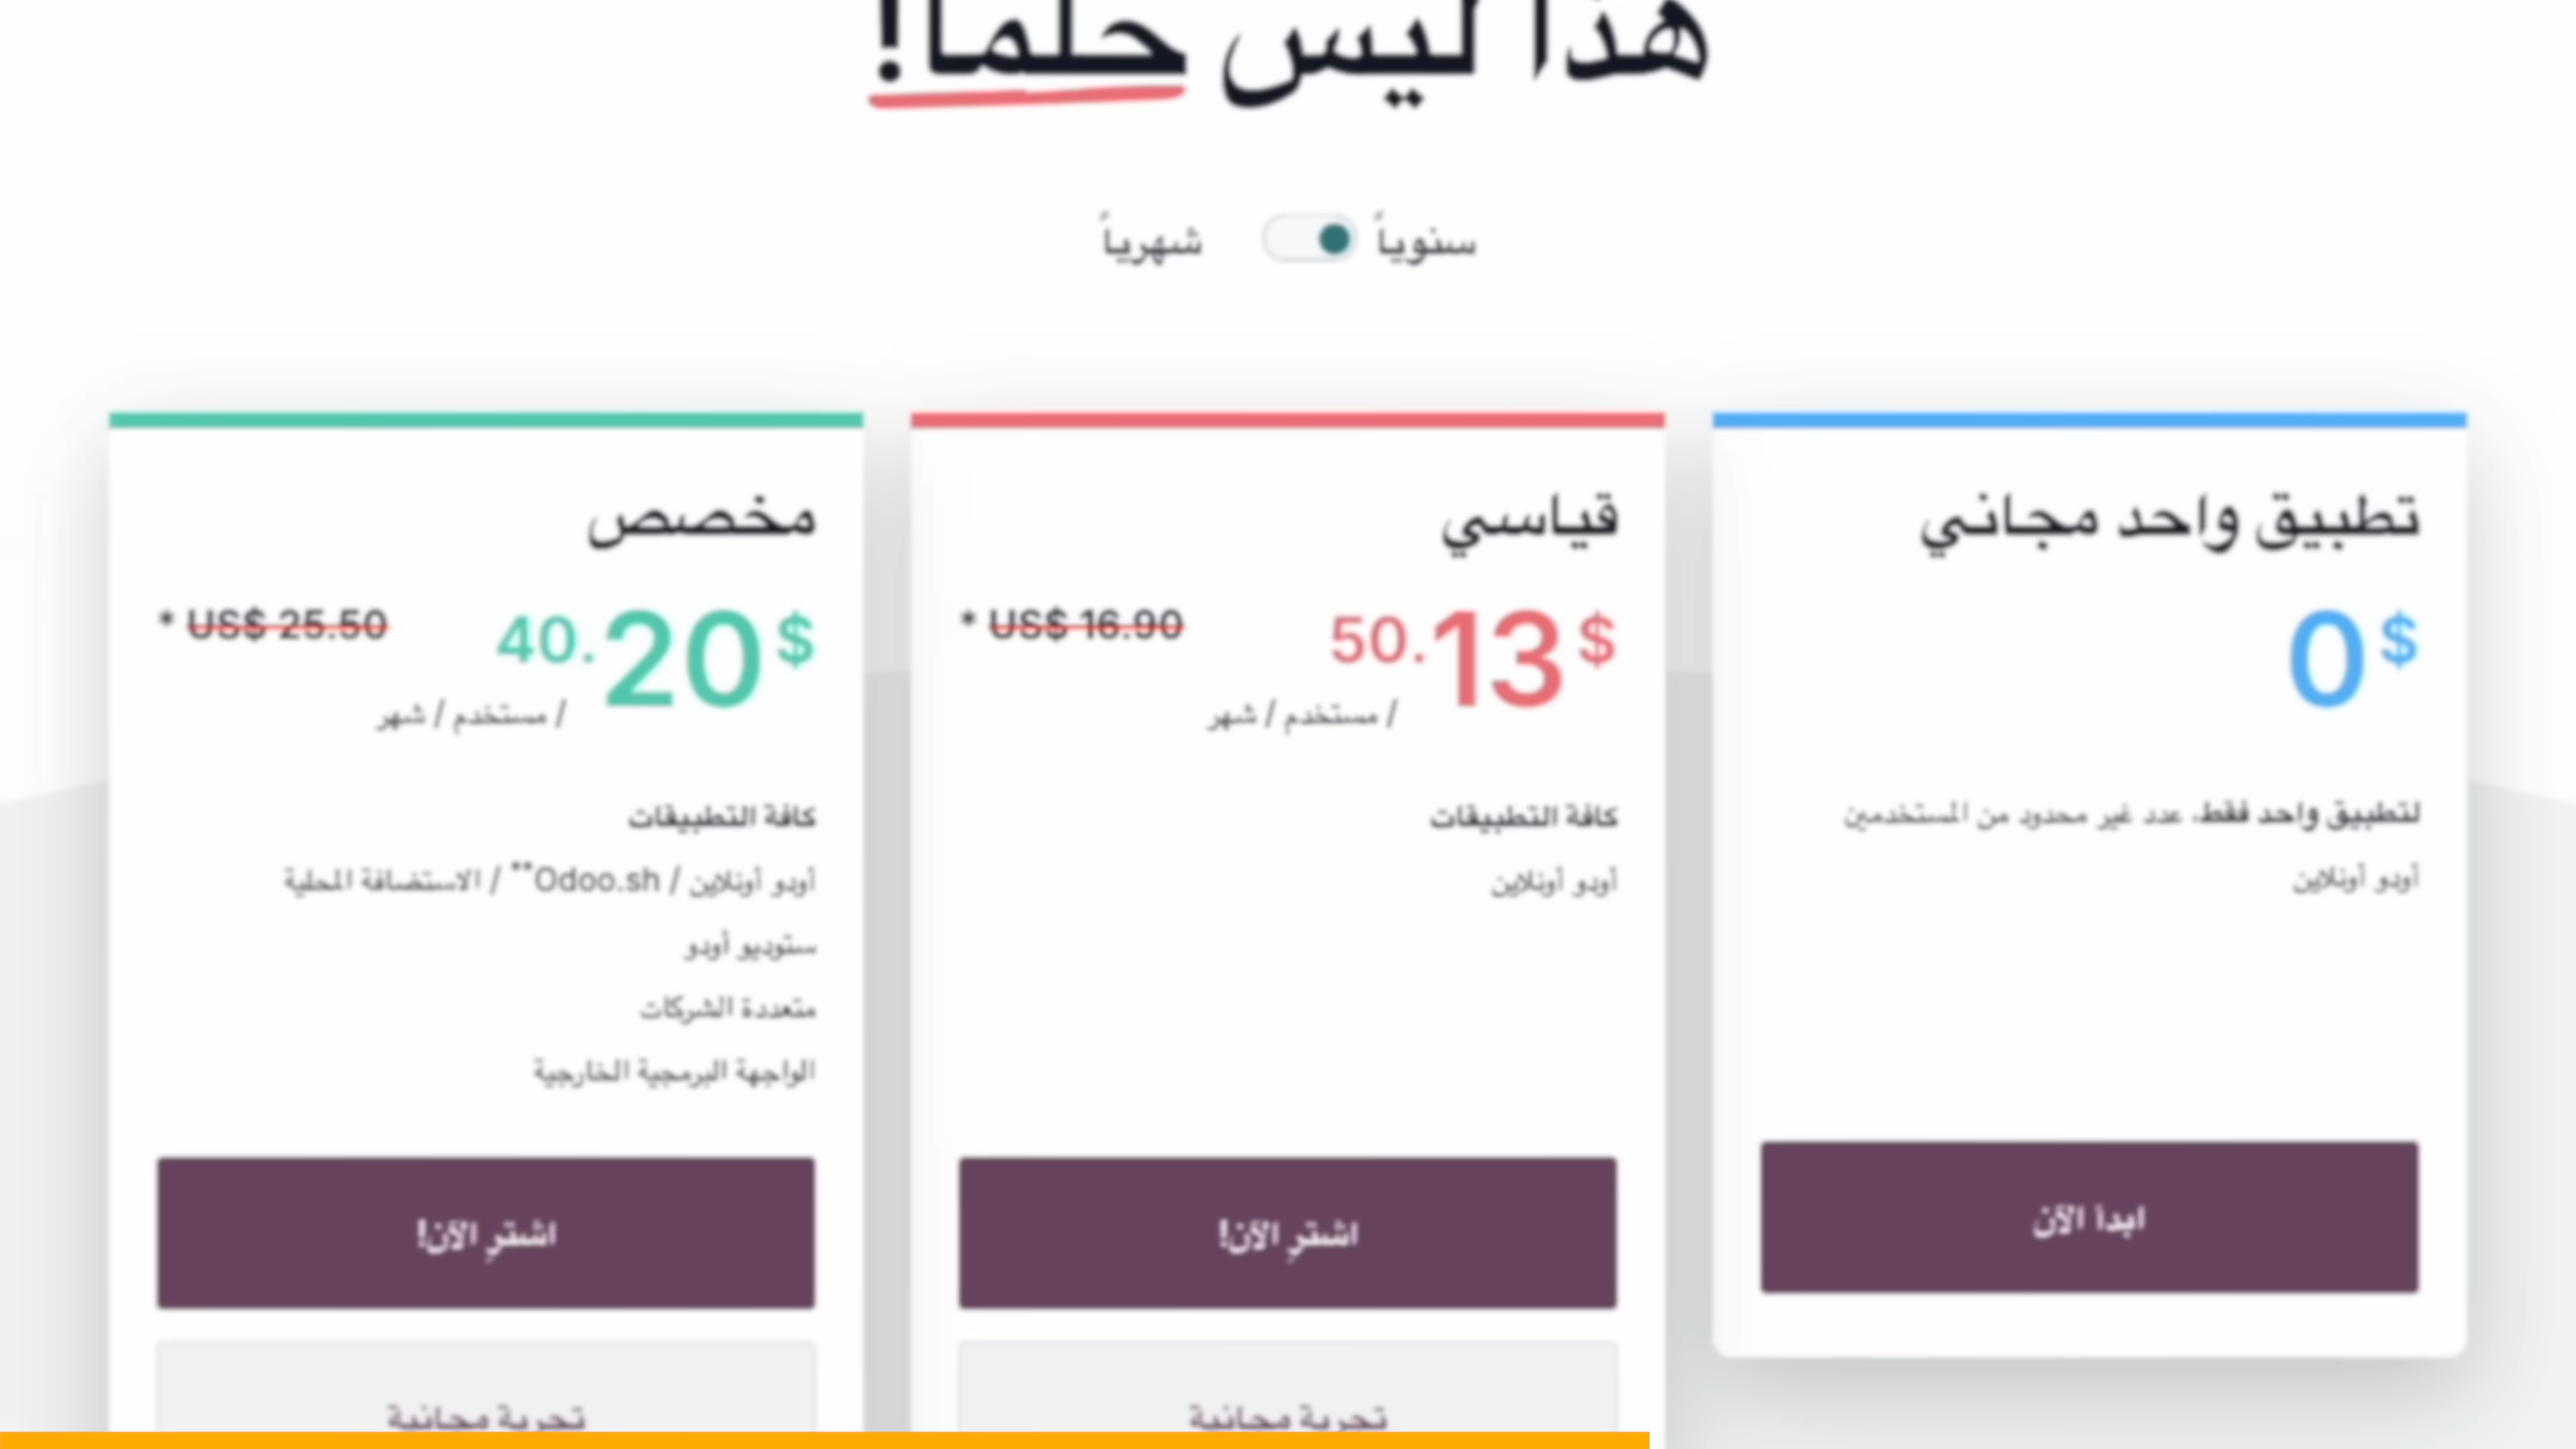 هذا ليس حلما!
سنوياً شهرياً
تطبيق واحد مجاني
$ 0
لتطبيق واحد فقط، عدد غير محدود من المستخدمين
أودو أونلاين
ابدأ الآن
قياسي
$ 13.50 US$ 16.90 *
/ مستخدم / شهر
كافة التطبيقات
أودو أونلاين
اشترِ الآن!
تجربة مجانية
مخصص
$ 20.40 US$ 25.50 *
/ مستخدم / شهر
كافة التطبيقات
أودو أونلاين / Odoo.sh** / الاستضافة المحلية
ستوديو أودو
متعددة الشركات
الواجهة البرمجية الخارجية
اشترِ الآن!
تجربة مجانية